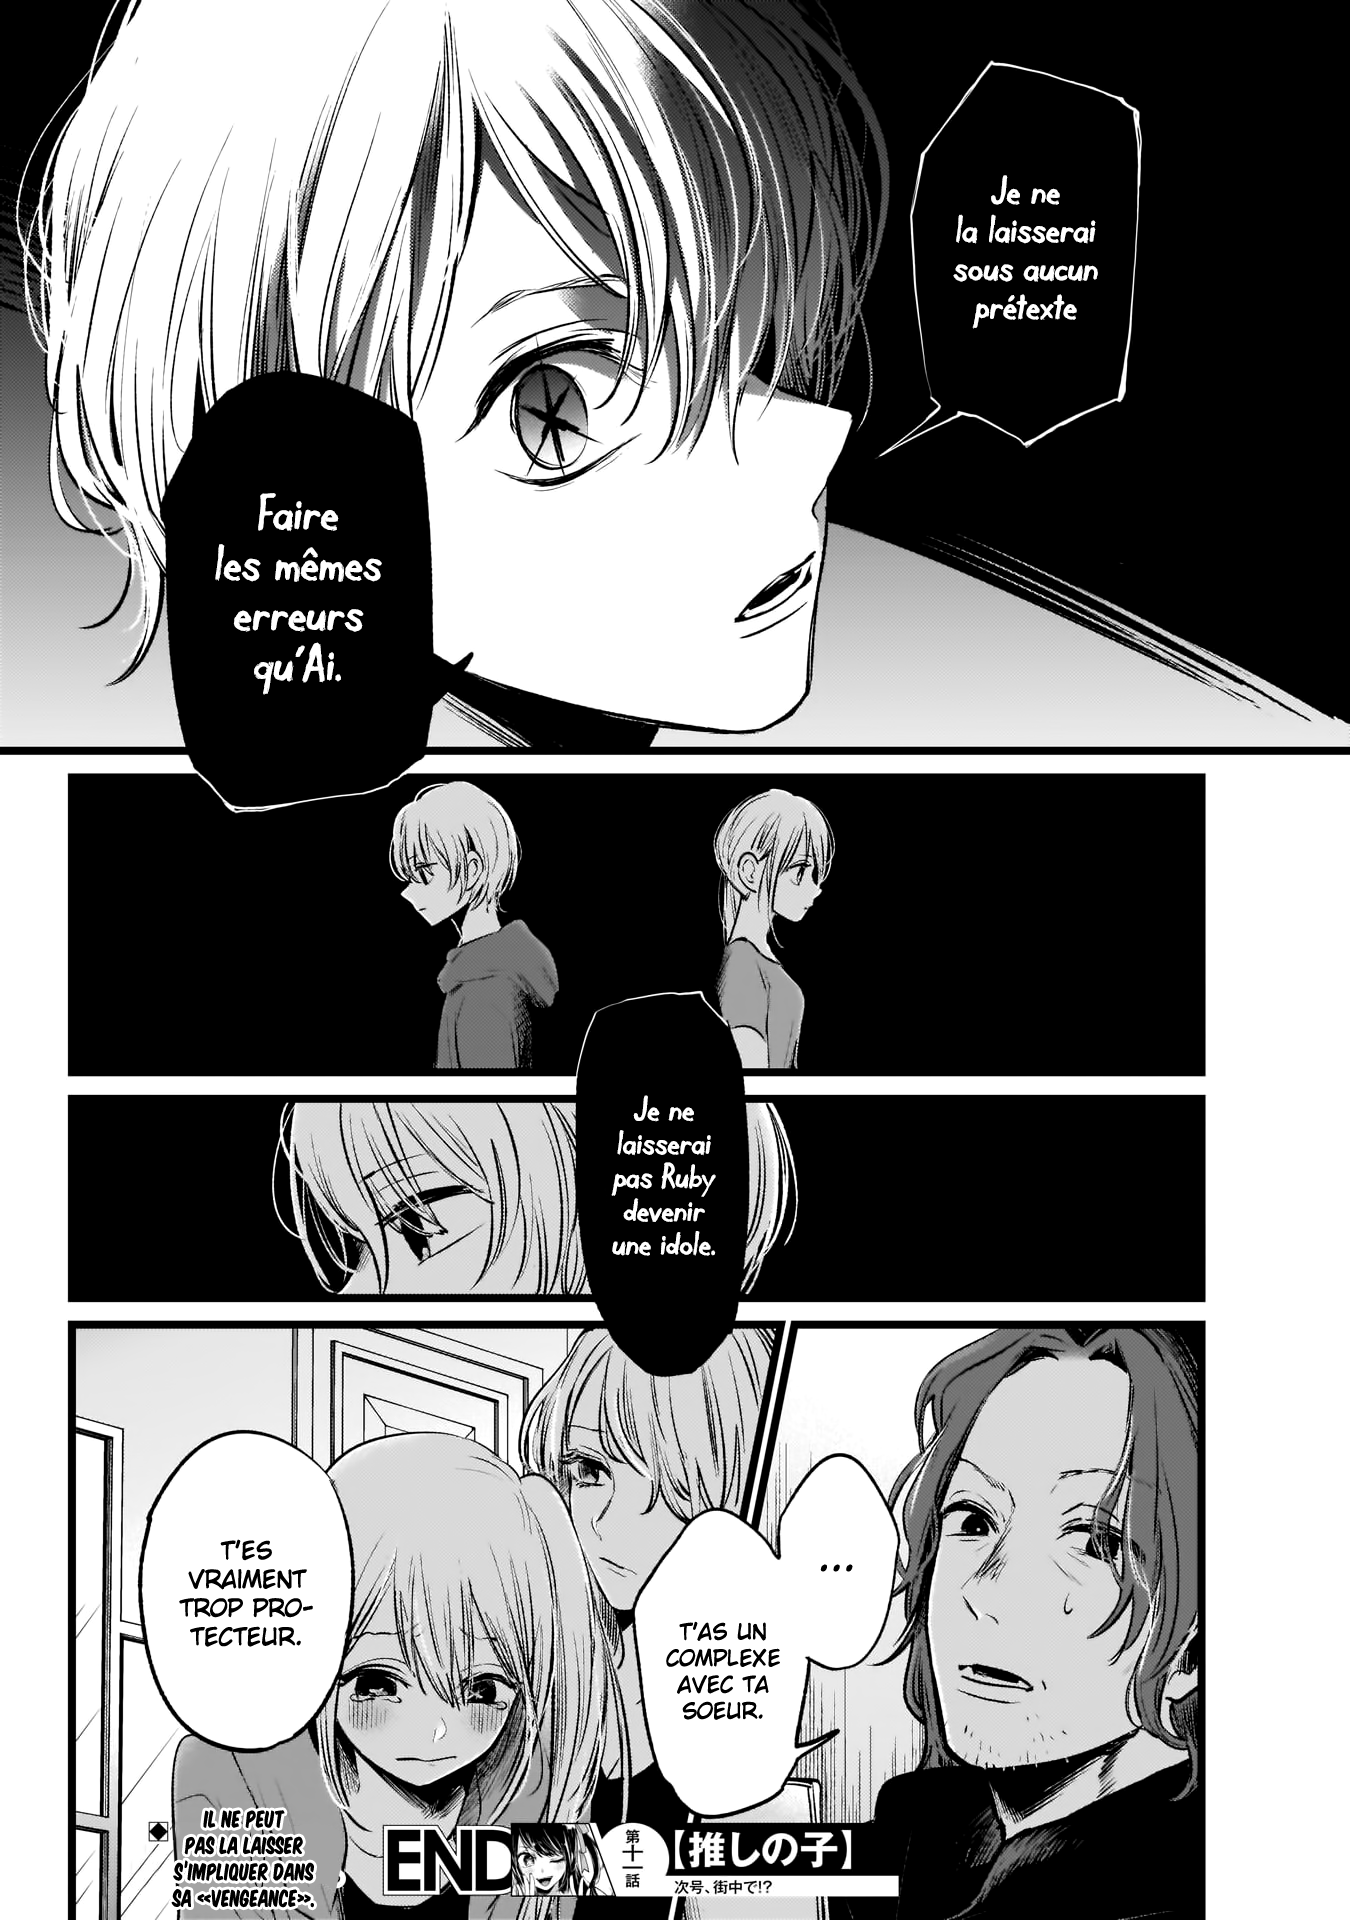 Je ne
la laisserai
sous aucun
prétexte
Faire
les mêmes
erreurs
qu'Ai.
Je ne
laisserai
pas Ruby
devenir
une idole.
...
T'AS UN
COMPLEXE
AVEC TA
SOEUR.
T'ES
VRAIMENT
TROP PRO-
TECTEUR.
IL NE PEUT
PAS LA LAISSER
S'IMPLIQUER DANS
SA «VENGEANCE».
END
第十一話
【推しの子】
次号、街中で!?